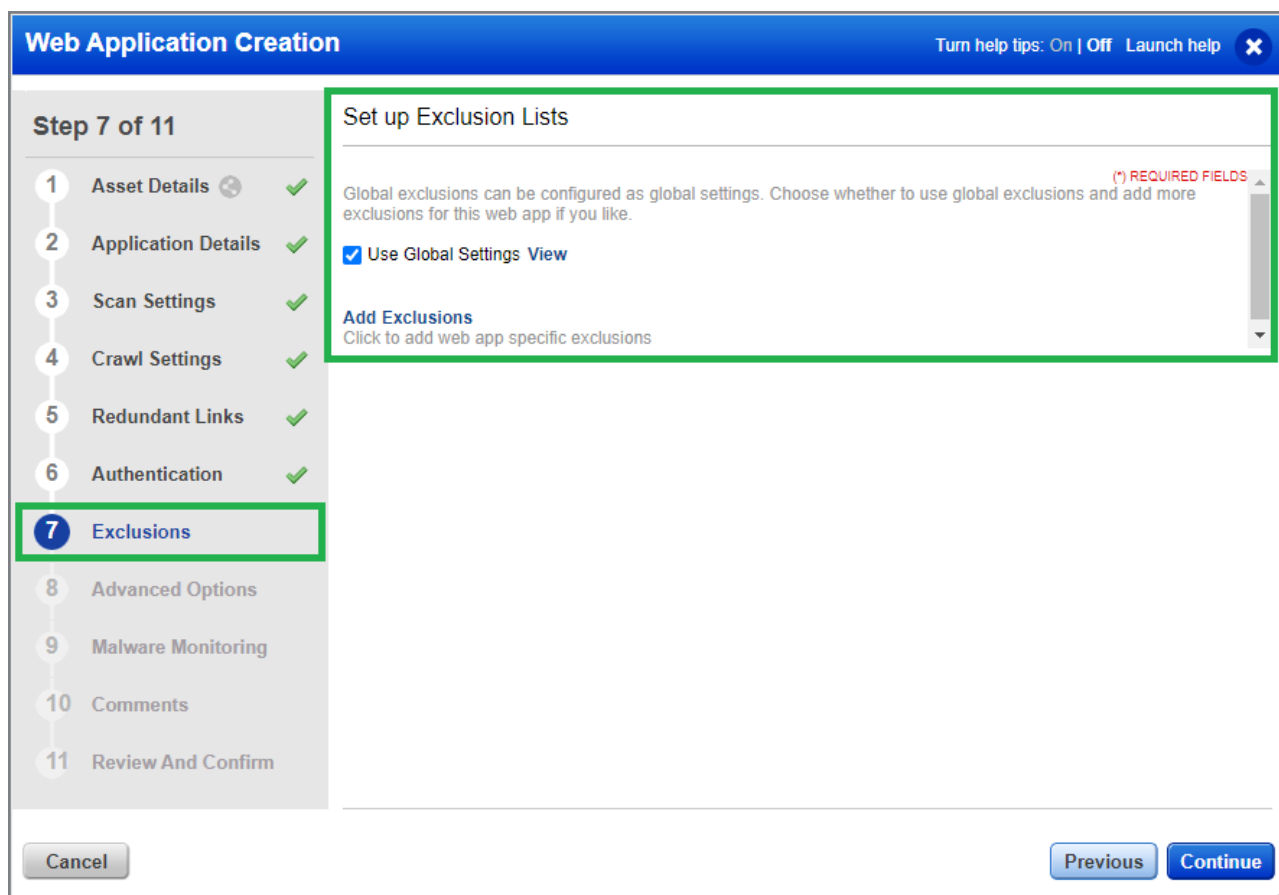 Web Application Creation
Turn help tips: On | Off Launch help
Step 7 of 11
1 Asset Details
2 Application Details
3 Scan Settings
4 Crawl Settings
5 Redundant Links
6 Authentication
7 Exclusions
8 Advanced Options
9 Malware Monitoring
10 Comments
11 Review And Confirm
Set up Exclusion Lists
(*) REQUIRED FIELDS
Global exclusions can be configured as global settings. Choose whether to use global exclusions and add more
exclusions for this web app if you like.
Use Global Settings View
Add Exclusions
Click to add web app specific exclusions
Cancel
Previous
Continue